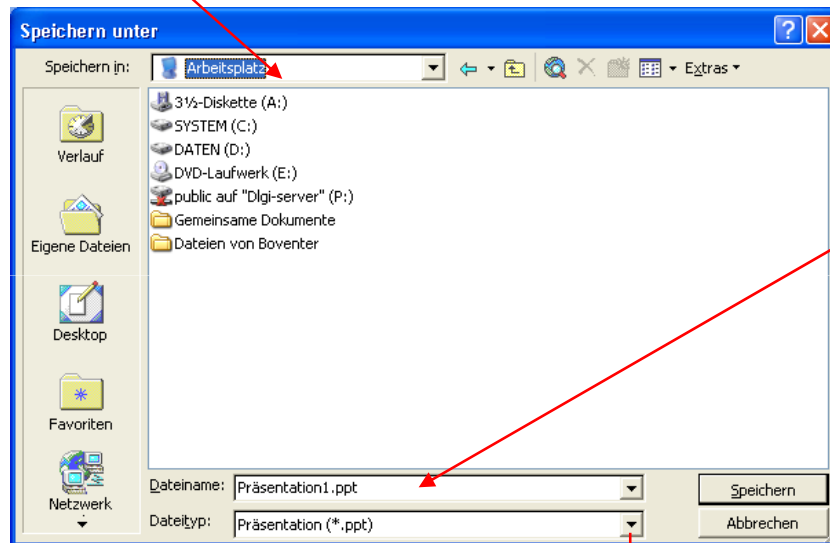 Speichern unter
Speichern in: Arbeitsplatz Extras
3½-Diskette (A:)
SYSTEM (C:)
DATEN (D:)
DVD-Laufwerk (E:)
public auf "Dlgi-server" (P:)
Gemeinsame Dokumente
Dateien von Boventer
Verlauf
Eigene Dateien
Desktop
Favoriten
Netzwerk
Dateiname: Präsentation1.ppt Speichern
Dateityp: Präsentation (*.ppt) Abbrechen